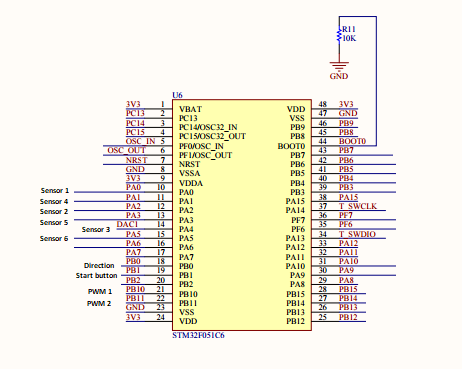 R11
10K
GND
U6
3V3 1 VBAT VDD 48 3V3
PC13 2 PC13 VSS 47 GND
PC14 3 PC14/OSC32_IN PB9 46 PB9
PC15 4 PC15/OSC32_OUT PB8 45 PB8
OSC_IN 5 PF0/OSC_IN BOOT0 44 BOOT0
OSC_OUT 6 PF1/OSC_OUT PB7 43 PB7
NRST 7 NRST PB6 42 PB6
GND 8 VSSA PB5 41 PB5
3V3 9 VDDA PB4 40 PB4
Sensor 1 PA0 10 PA0 PB3 39 PB3
Sensor 4 PA1 11 PA1 PA15 38 PA15
Sensor 2 PA2 12 PA2 PA14 37 T_SWCLK
Sensor 5 PA3 13 PA3 PF7 36 PF7
Sensor 3 DAC1 14 PA4 PF6 35 PF6
Sensor 6 PA5 15 PA5 PA13 34 T_SWDIO
PA6 16 PA6 PA12 33 PA12
PA7 17 PA7 PA11 32 PA11
Direction PB0 18 PB0 PA10 31 PA10
Start button PB1 19 PB1 PA9 30 PA9
PB2 20 PB2 PA8 29 PA8
PWM 1 PB10 21 PB10 PB15 28 PB15
PWM 2 PB11 22 PB11 PB14 27 PB14
GND 23 VSS PB13 26 PB13
3V3 24 VDD PB12 25 PB12
STM32F051C6